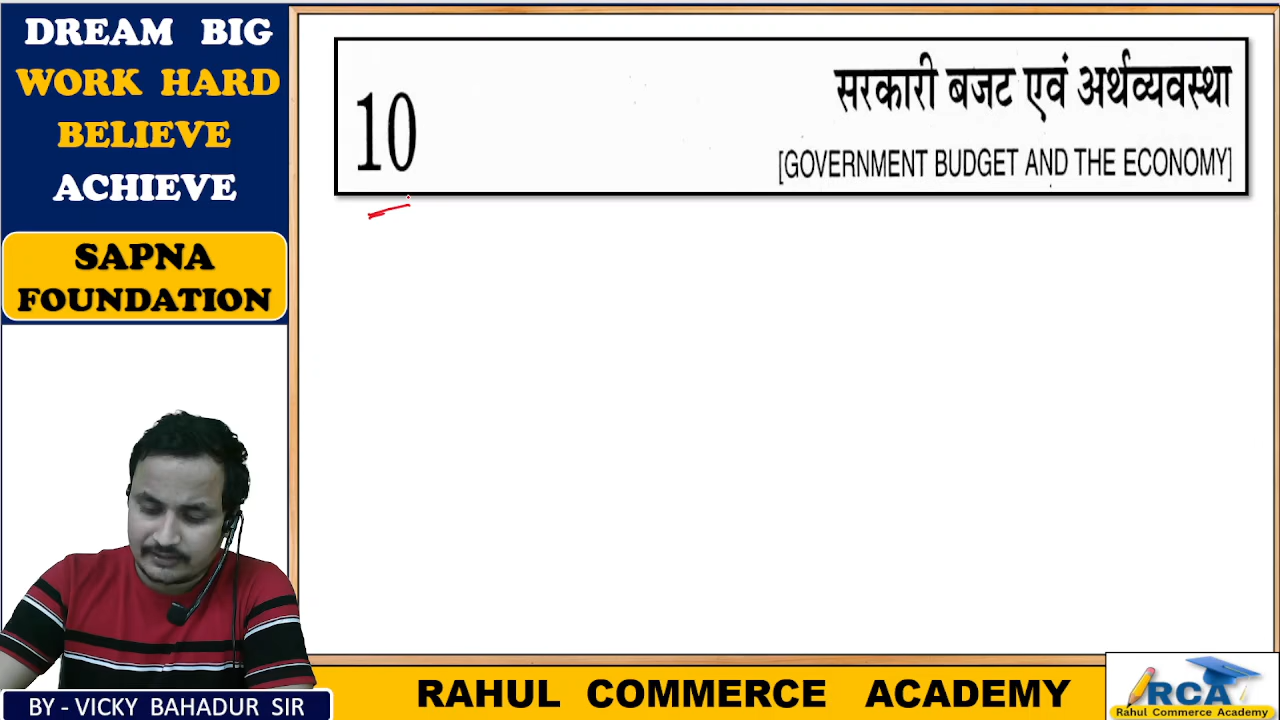 DREAM BIG
WORK HARD
BELIEVE
ACHIEVE
SAPNA
FOUNDATION
10
सरकारी बजट एवं अर्थव्यवस्था
[GOVERNMENT BUDGET AND THE ECONOMY]
BY - VICKY BAHADUR SIR
RAHUL COMMERCE ACADEMY
RCA
Rahul Commerce Academy